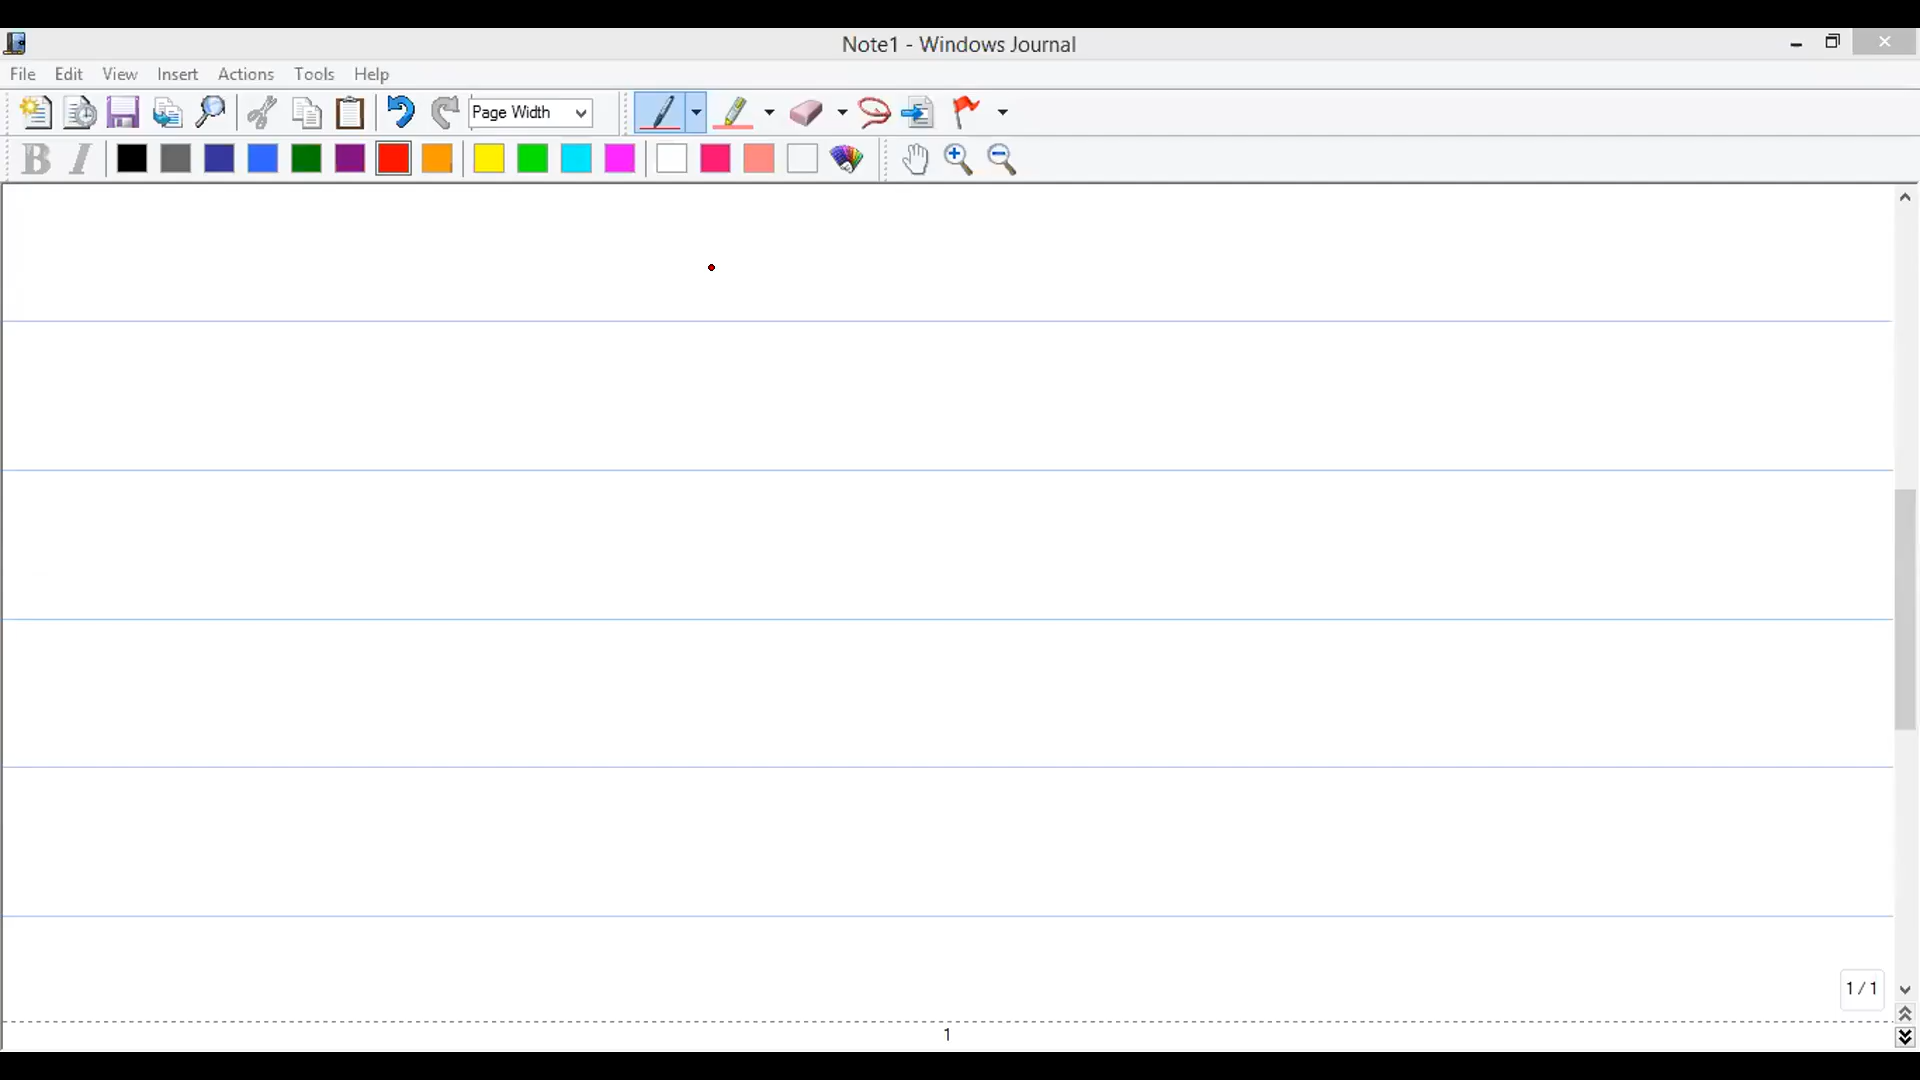 Note1 - Windows Journal
File Edit View Insert Actions Tools Help
Page Width
B I
1 / 1
1